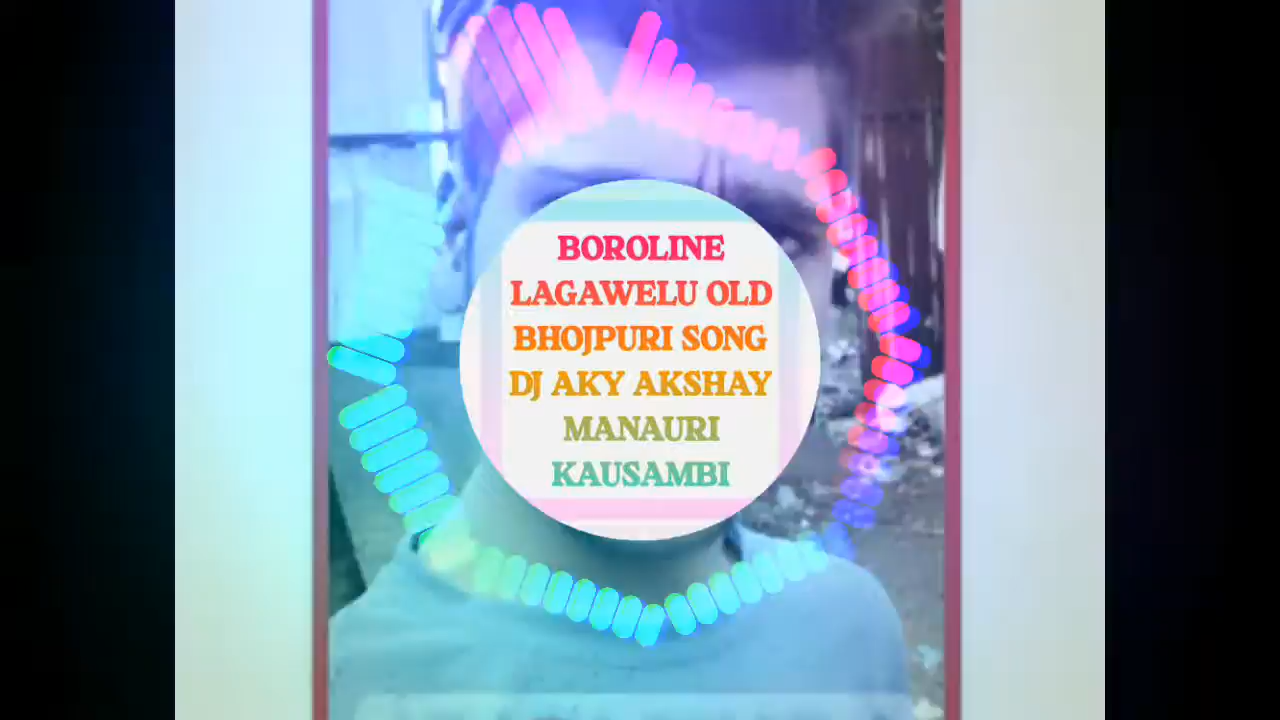 BOROLINE
LAGAWELU OLD
BHOJPURI SONG
DJ AKY AKSHAY
MANAURI
KAUSAMBI